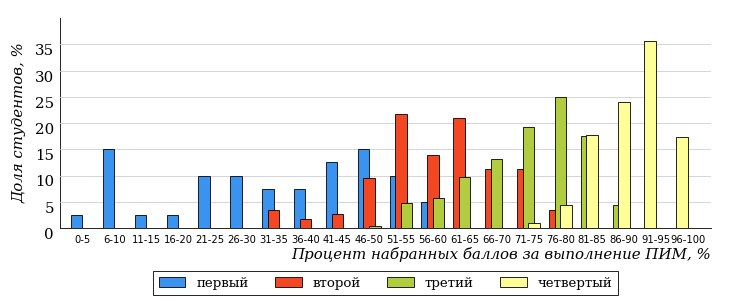 Доля студентов, %
35
30
25
20
15
10
5
0
0-5 6-10 11-15 16-20 21-25 26-30 31-35 36-40 41-45 46-50 51-55 56-60 61-65 66-70 71-75 76-80 81-85 86-90 91-95 96-100
Процент набранных баллов за выполнение ПИМ, %
первый второй третий четвертый